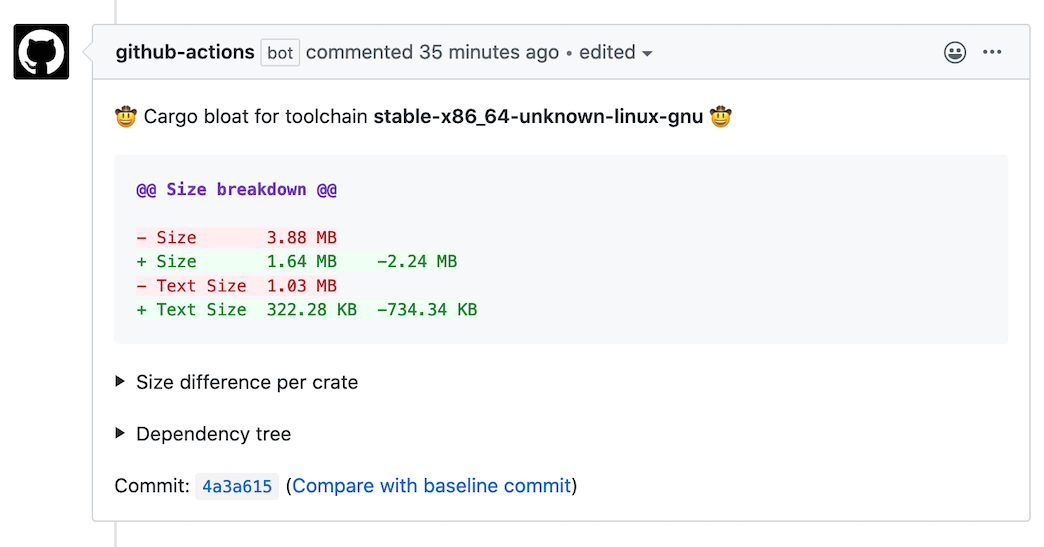 github-actions bot commented 35 minutes ago • edited
🤠 Cargo bloat for toolchain stable-x86_64-unknown-linux-gnu 🤠
@@ Size breakdown @@
- Size       3.88 MB
+ Size       1.64 MB    -2.24 MB
- Text Size  1.03 MB
+ Text Size  322.28 KB  -734.34 KB
Size difference per crate
Dependency tree
Commit: 4a3a615 (Compare with baseline commit)